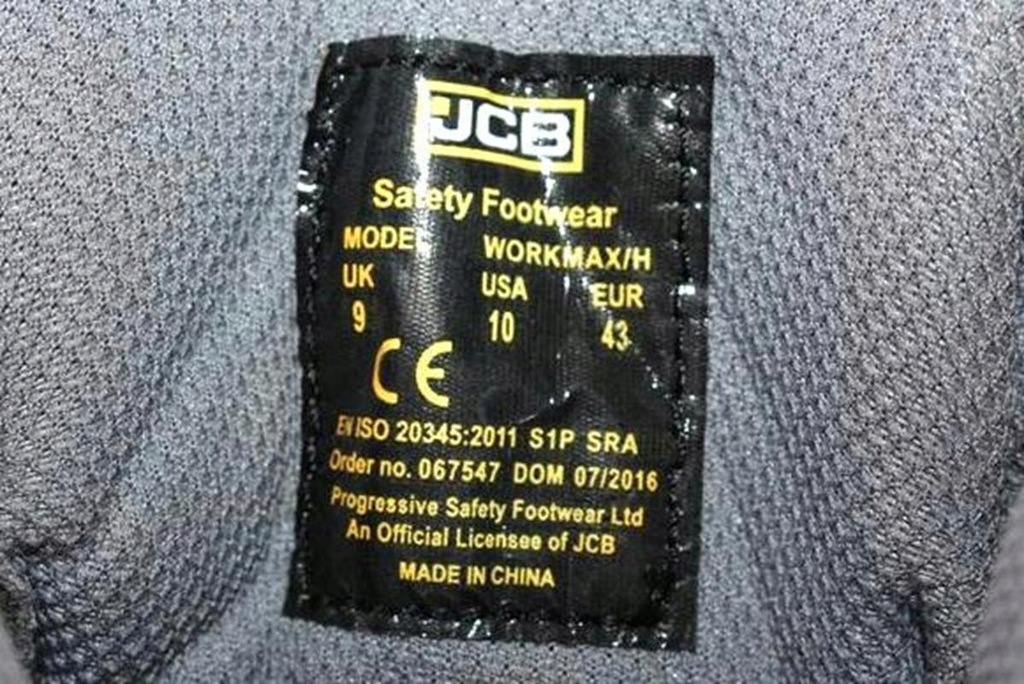 JCB
Safety Footwear
MODEL WORKMAX/H
UK USA EUR
9 10 43
CE
EN ISO 20345:2011 S1P SRA
Order no. 067547 DOM 07/2016
Progressive Safety Footwear Ltd
An Official Licensee of JCB
MADE IN CHINA